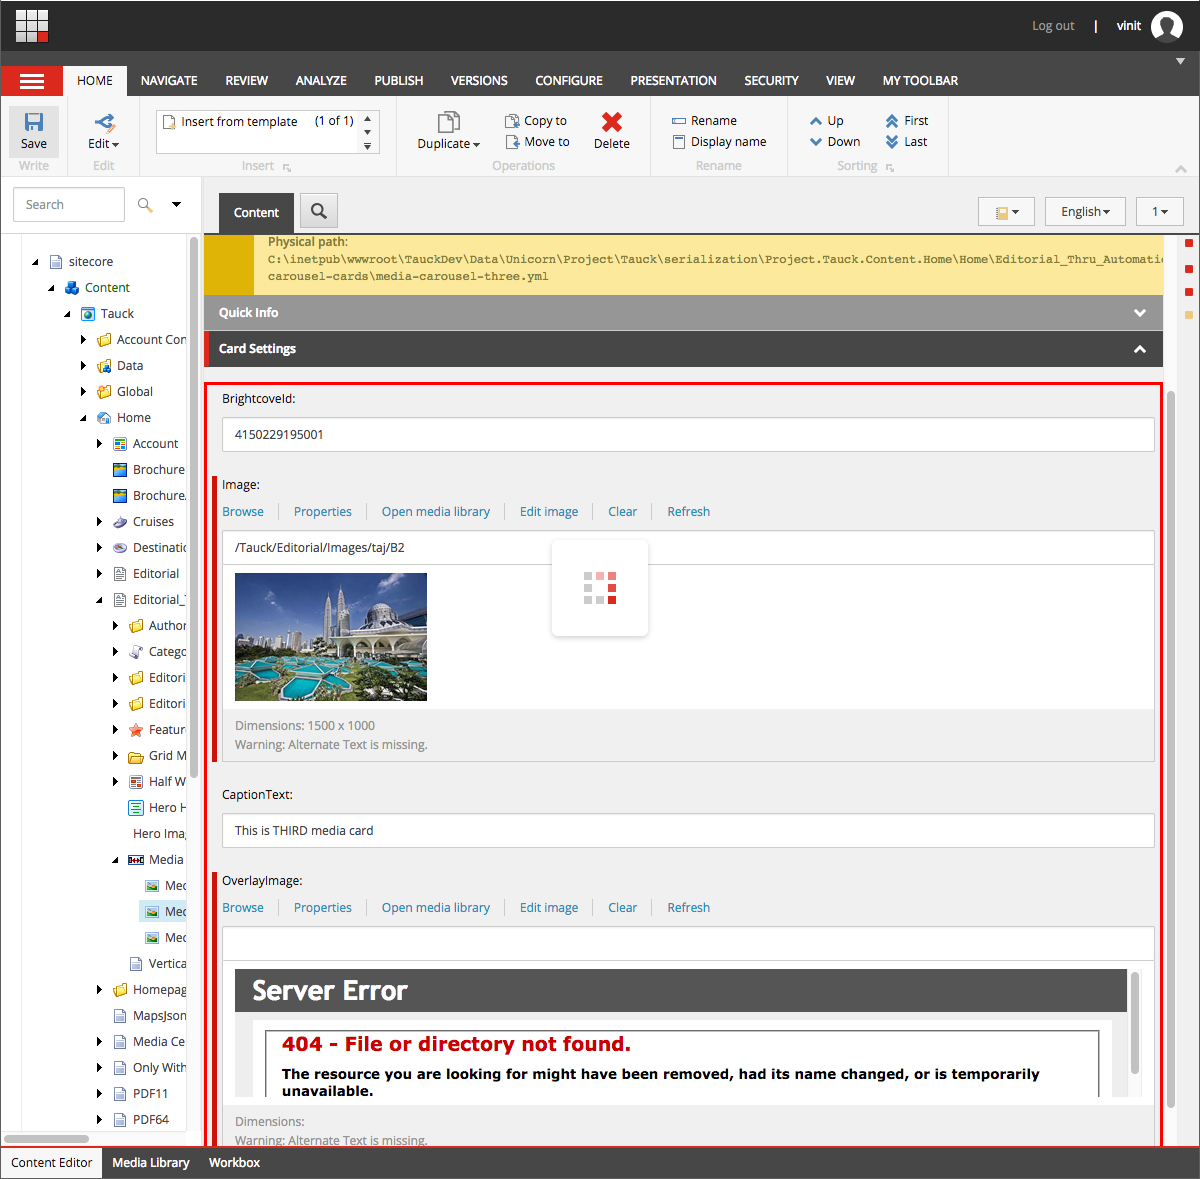 Log out | vinit
HOME NAVIGATE REVIEW ANALYZE PUBLISH VERSIONS CONFIGURE PRESENTATION SECURITY VIEW MY TOOLBAR
Save
Write
Edit
Edit
Insert from template (1 of 1)
Insert
Duplicate
Copy to
Move to
Delete
Operations
Rename
Display name
Rename
Up
Down
First
Last
Sorting
Search
Content
English
1
sitecore
Content
Tauck
Account Con
Data
Global
Home
Account
Brochure
Brochure
Cruises
Destinatic
Editorial
Editorial_
Author
Catego
Editori
Editori
Featur
Grid M
Half W
Hero H
Hero Ima
Media
Med
Med
Med
Vertica
Homepag
MapsJson
Media Ce
Only With
PDF11
PDF64
Physical path:
C:\inetpub\wwwroot\TauckDev\Data\Unicorn\Project\Tauck\serialization\Project.Tauck.Content.Home\Home\Editorial_Thru_Automatic
carousel-cards\media-carousel-three.yml
Quick Info
Card Settings
BrightcoveId:
4150229195001
Image:
Browse Properties Open media library Edit image Clear Refresh
/Tauck/Editorial/Images/taj/B2
Dimensions: 1500 x 1000
Warning: Alternate Text is missing.
CaptionText:
This is THIRD media card
OverlayImage:
Browse Properties Open media library Edit image Clear Refresh
Server Error
404 - File or directory not found.
The resource you are looking for might have been removed, had its name changed, or is temporarily
unavailable.
Dimensions:
Warning: Alternate Text is missing.
Content Editor Media Library Workbox